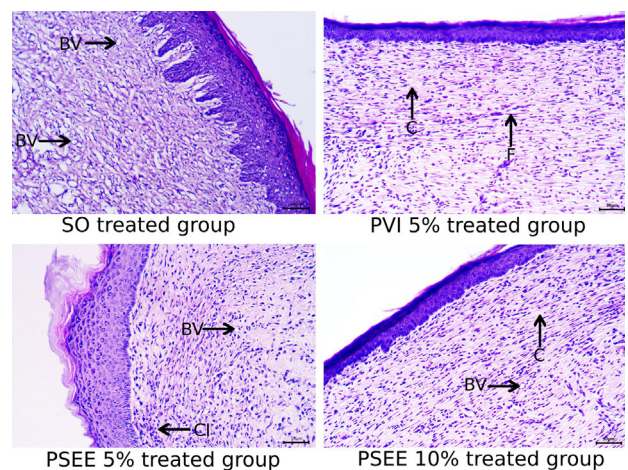 BV
BV
SO treated group
C
F
PVI 5% treated group
BV
CI
PSEE 5% treated group
C
BV
PSEE 10% treated group